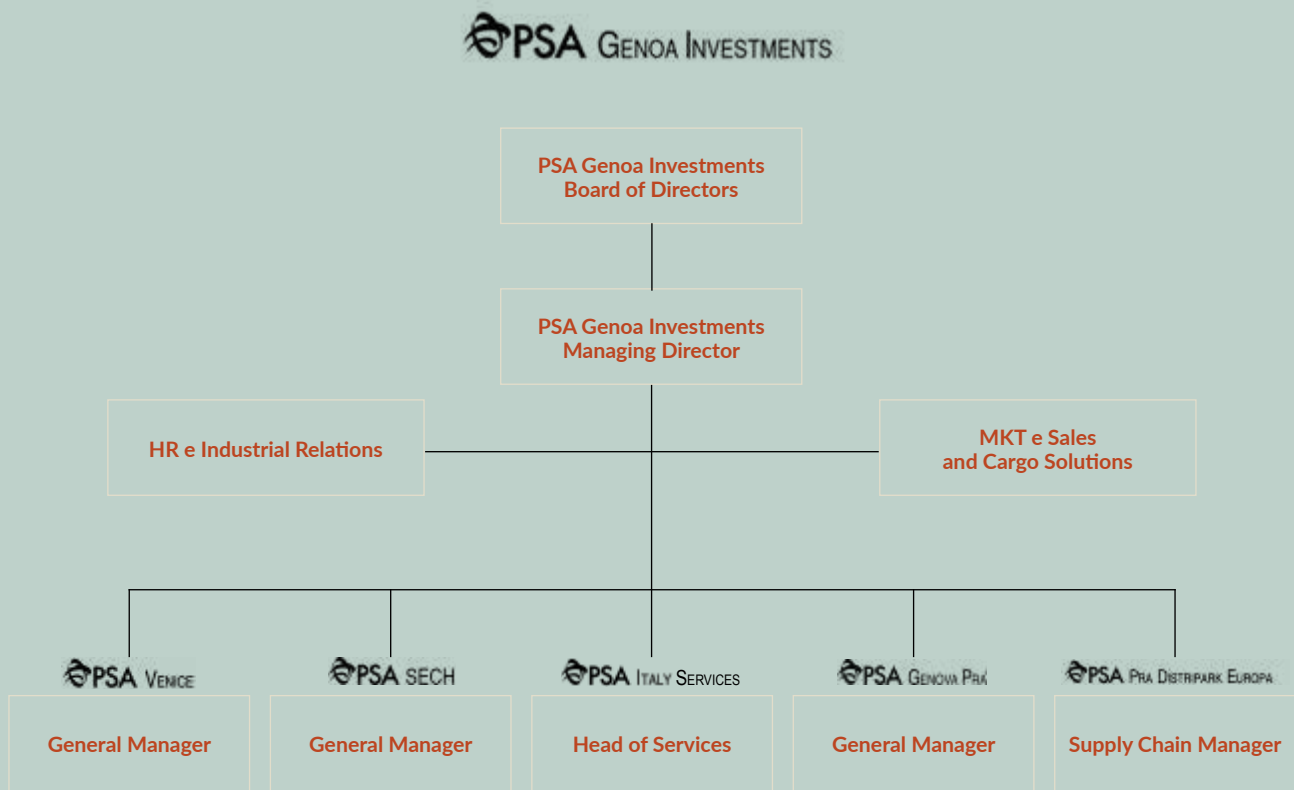 PSA GENOA INVESTMENTS
PSA Genoa Investments
Board of Directors
PSA Genoa Investments
Managing Director
HR e Industrial Relations
MKT e Sales
and Cargo Solutions
PSA VENICE
PSA SECH
PSA ITALY SERVICES
PSA GENOVA PRÀ
PSA PRA DISTRIPARK EUROPA
General Manager
General Manager
Head of Services
General Manager
Supply Chain Manager